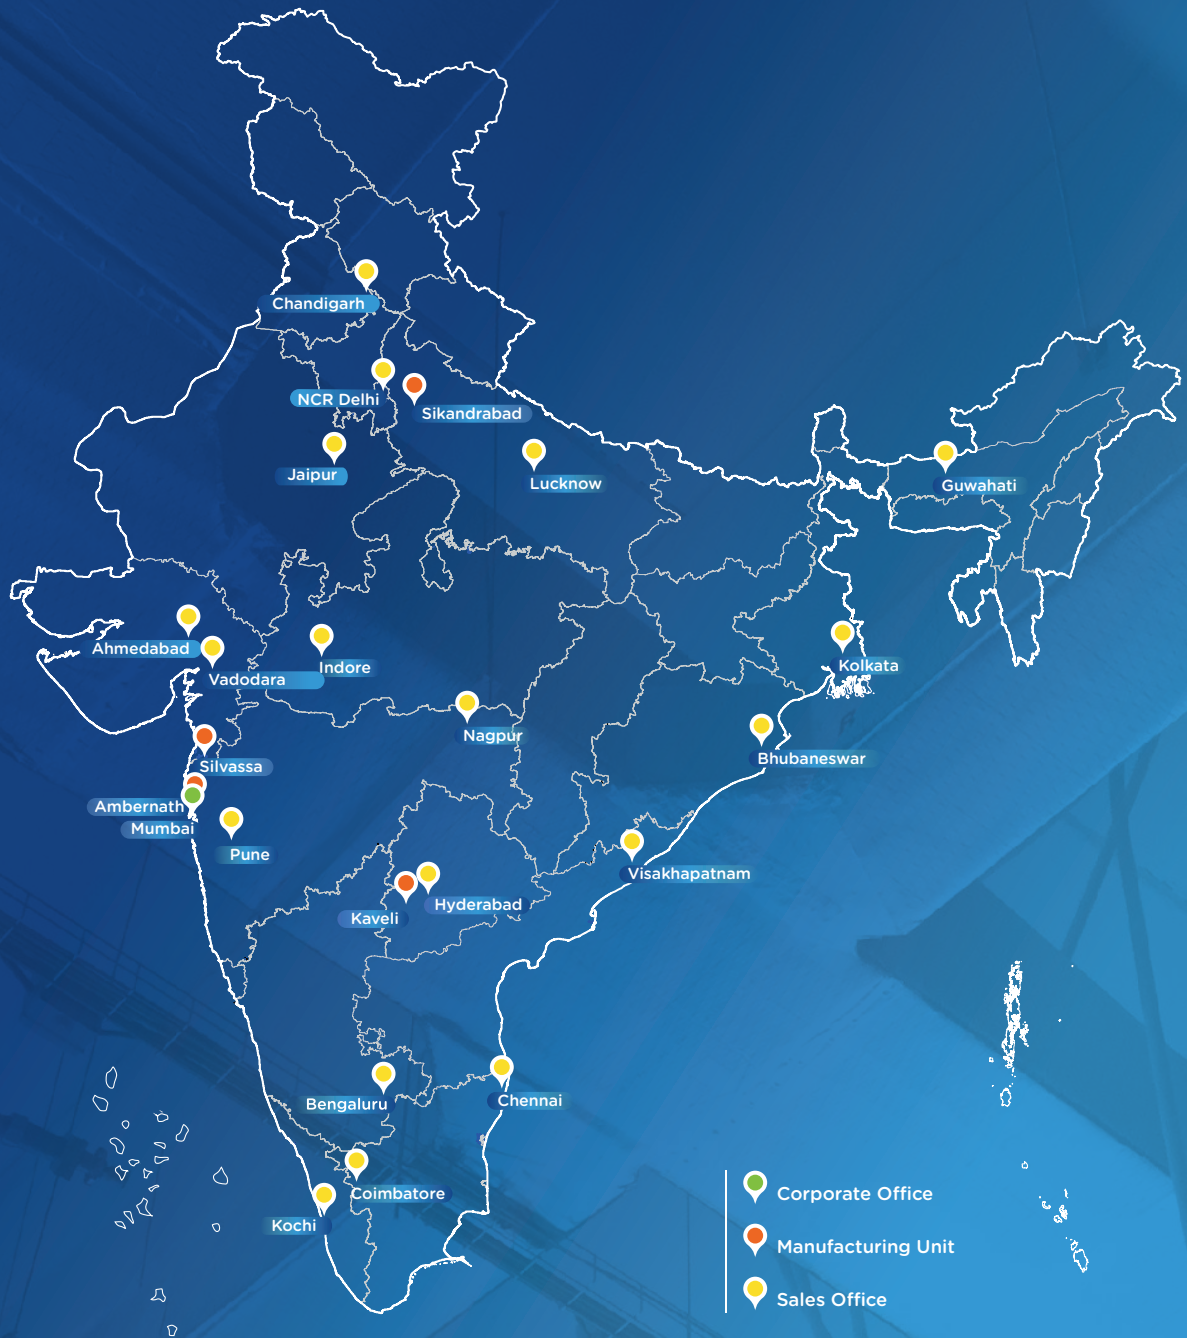 Chandigarh
NCR Delhi
Sikandrabad
Jaipur
Lucknow
Guwahati
Ahmedabad
Indore
Kolkata
Vadodara
Nagpur
Bhubaneswar
Silvassa
Ambernath
Mumbai
Pune
Visakhapatnam
Hyderabad
Kaveli
Bengaluru
Chennai
Coimbatore
Kochi
Corporate Office
Manufacturing Unit
Sales Office